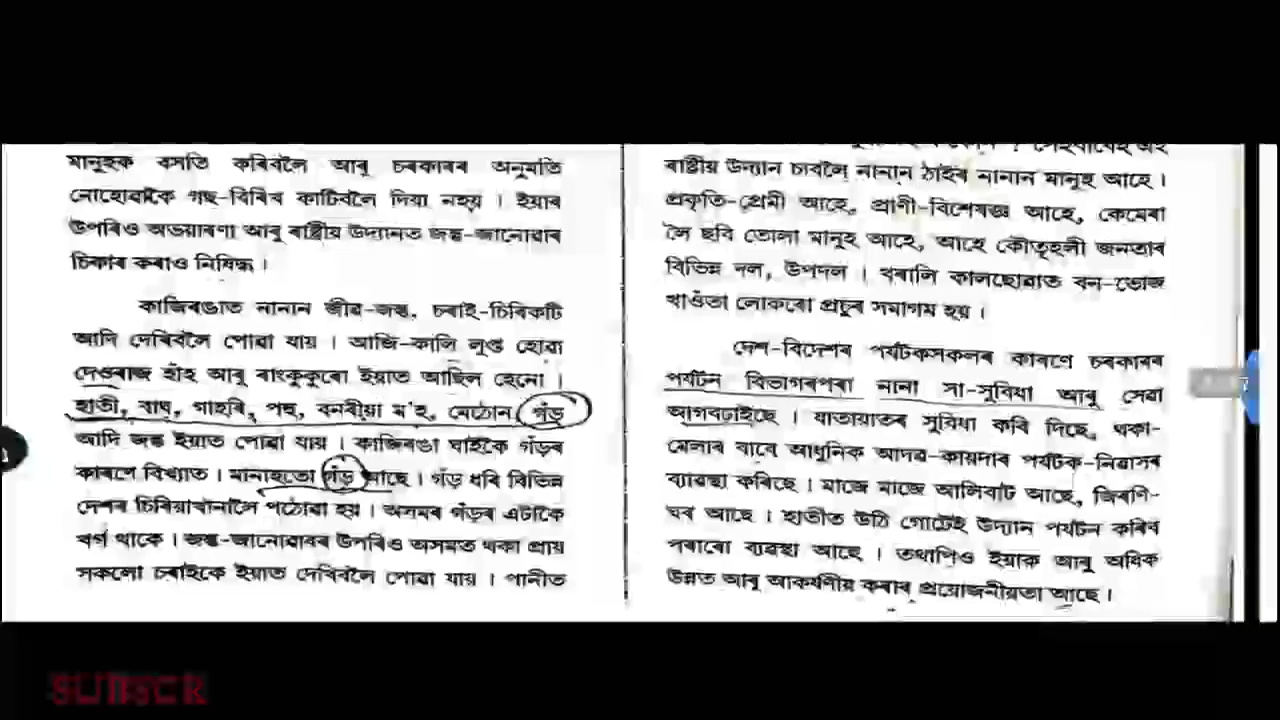 মানুহক বসতি কৰিবলৈ আৰু চৰকাৰৰ অনুমতি
নোহোৱাকৈ গছ-বিৰিখ কাটিবলৈ দিয়া নহয় । ইয়াৰ
উপৰিও অভয়াৰণ্য আৰু ৰাষ্ট্ৰীয় উদ্যানত জন্তু-জানোৱাৰ
চিকাৰ কৰাও নিষিদ্ধ ।
কাজিৰঙাত নানান জীৱ-জন্তু, চৰাই-চিৰিকটি
আদি দেখিবলৈ পোৱা যায় । আজি-কালি লুপ্ত হোৱা
দেওৰাজ হাঁহ আৰু ৰাংকুকুৰো ইয়াত আছিল হেনো ।
হাতী, বাঘ, গাহৰি, পহু, বনৰীয়া ম'হ, মেঠোন, গঁড়
আদি জন্তু ইয়াত পোৱা যায় । কাজিৰঙা ঘাইকৈ গঁড়ৰ
কাৰণে বিখ্যাত । মানাহতো গঁড় আছে । গঁড় ধৰি বিভিন্ন
দেশৰ চিৰিয়াখানালৈ পঠোৱা হয় । অসমৰ গঁড়ৰ এটাকৈ
খৰ্গ থাকে । জন্তু-জানোৱাৰৰ উপৰিও অসমত থকা প্ৰায়
সকলো চৰাইকে ইয়াত দেখিবলৈ পোৱা যায় । পানীত
ৰাষ্ট্ৰীয় উদ্যান চাবলৈ নানান ঠাইৰ নানান মানুহ আহে ।
প্ৰকৃতি-প্ৰেমী আহে, প্ৰাণী-বিশেষজ্ঞ আহে, কেমেৰা
লৈ ছবি তোলা মানুহ আহে, আহে কৌতূহলী জনতাৰ
বিভিন্ন দল, উপদল । খৰালি কালছোৱাত বন-ভোজ
খাওঁতা লোকৰো প্ৰচুৰ সমাগম হয় ।
দেশ-বিদেশৰ পৰ্যটকসকলৰ কাৰণে চৰকাৰৰ
পৰ্যটন বিভাগৰপৰা নানা সা-সুবিধা আৰু সেৱা
আগবঢ়াইছে । যাতায়াতৰ সুবিধা কৰি দিছে, থকা-
মেলাৰ বাবে আধুনিক আদৱ-কায়দাৰ পৰ্যটক-নিৱাসৰ
ব্যৱস্থা কৰিছে । মাজে মাজে আলিবাট আছে, জিৰণি-
ঘৰ আছে । হাতীত উঠি গোটেই উদ্যান পৰ্যটন কৰিব
পৰাৰো ব্যৱস্থা আছে । তথাপিও ইয়াক আৰু অধিক
উন্নত আৰু আকৰ্ষণীয় কৰাৰ প্ৰয়োজনীয়তা আছে ।